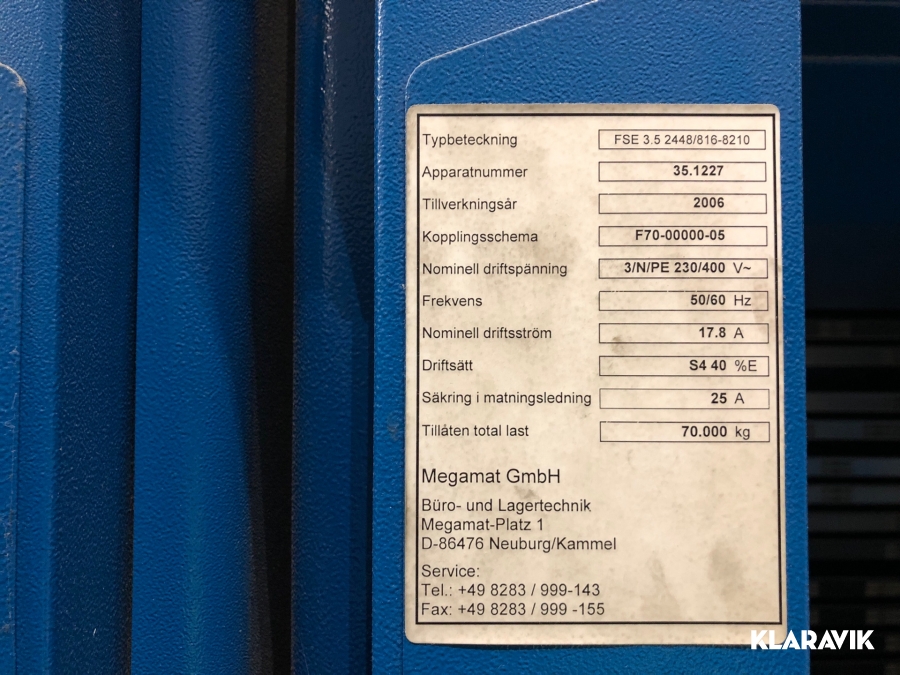 Typbeteckning FSE 3.5 2448/816-8210
Apparatnummer 35.1227
Tillverkningsår 2006
Kopplingsschema F70-00000-05
Nominell driftspänning 3/N/PE 230/400 V~
Frekvens 50/60 Hz
Nominell driftsström 17.8 A
Driftsätt S4 40 %E
Säkring i matningsledning 25 A
Tillåten total last 70.000 kg
Megamat GmbH
Büro- und Lagertechnik
Megamat-Platz 1
D-86476 Neuburg/Kammel
Service:
Tel.: +49 8283 / 999-143
Fax: +49 8283 / 999 -155
KLARAVIK